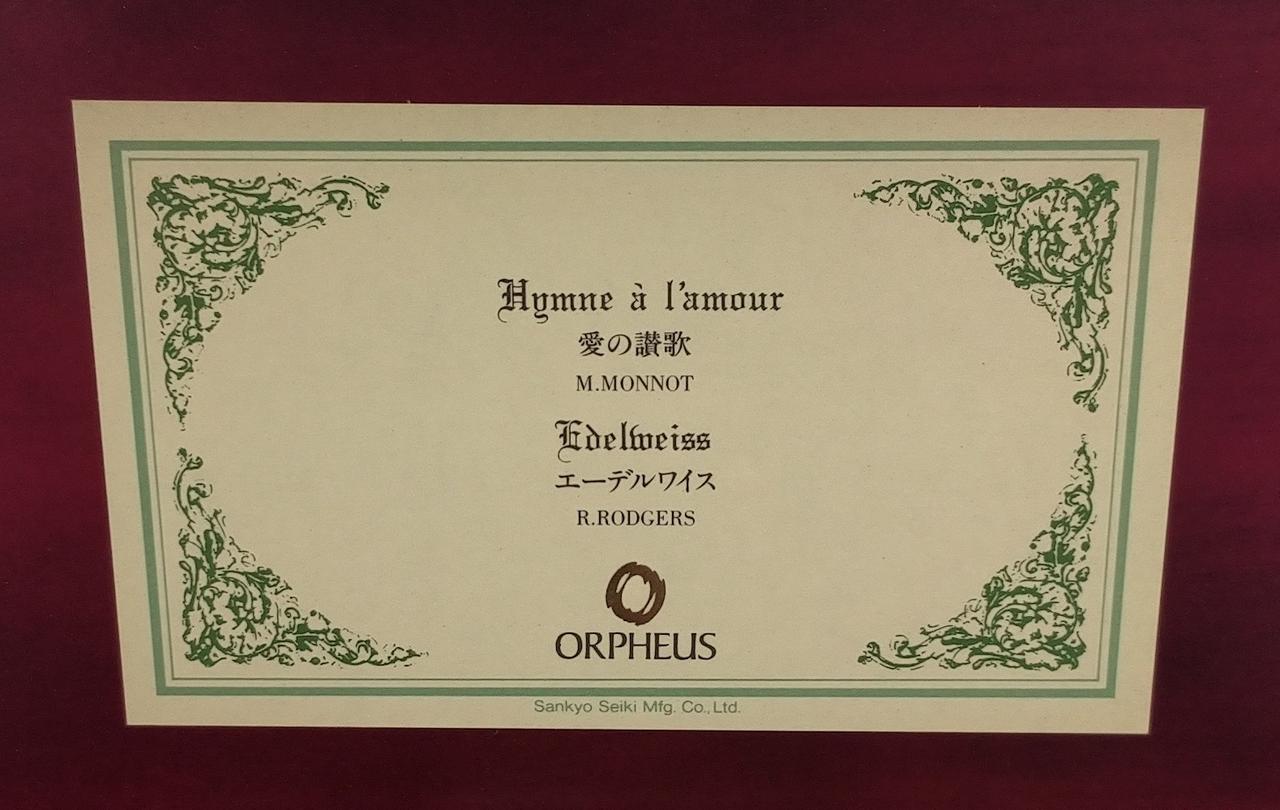 Hymne à l'amour
愛の讃歌
M.MONNOT
Edelweiss
エーデルワイス
R.RODGERS
ORPHEUS
Sankyo Seiki Mfg. Co., Ltd.